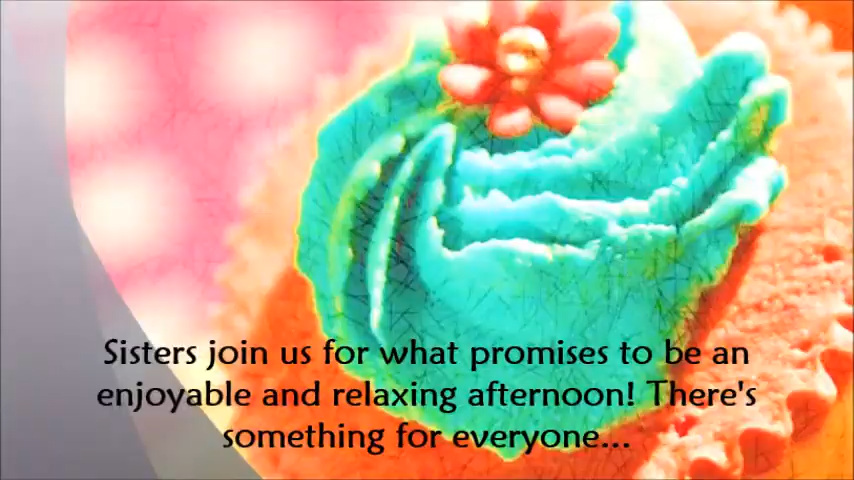 Sisters join us for what promises to be an
enjoyable and relaxing afternoon! There's
something for everyone...